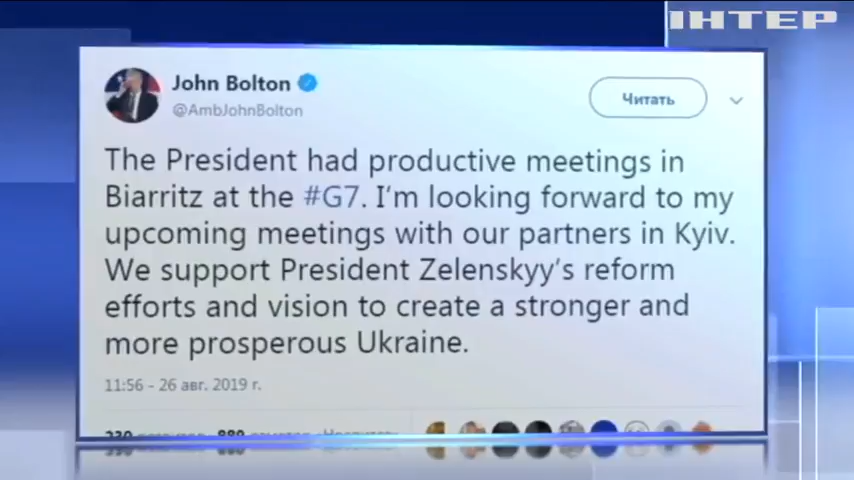 ІНТЕР
John Bolton
@AmbJohnBolton
Читать
The President had productive meetings in
Biarritz at the #G7. I'm looking forward to my
upcoming meetings with our partners in Kyiv.
We support President Zelenskyy's reform
efforts and vision to create a stronger and
more prosperous Ukraine.
11:56 - 26 авг. 2019 г.